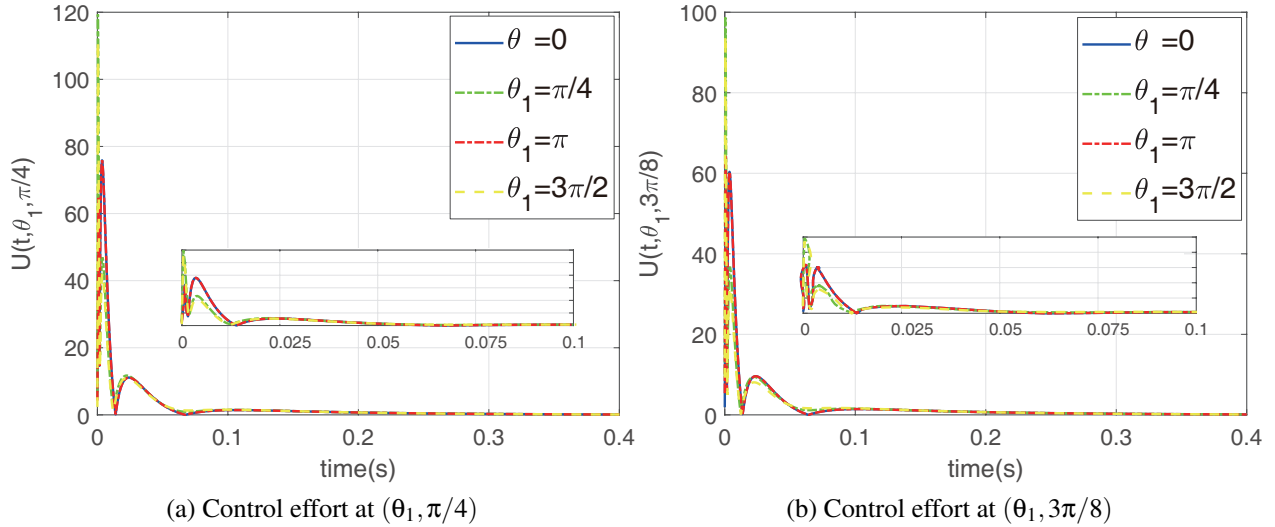 120
100
80
60
40
20
0
U(t,θ1,π/4)
θ =0
θ1=π/4
θ1=π
θ1=3π/2
0 0.025 0.05 0.075 0.1
0 0.1 0.2 0.3 0.4
time(s)
(a) Control effort at (θ1, π/4)
100
80
60
40
20
0
U(t,θ1,3π/8)
θ =0
θ1=π/4
θ1=π
θ1=3π/2
0 0.025 0.05 0.075 0.1
0 0.1 0.2 0.3 0.4
time(s)
(b) Control effort at (θ1, 3π/8)